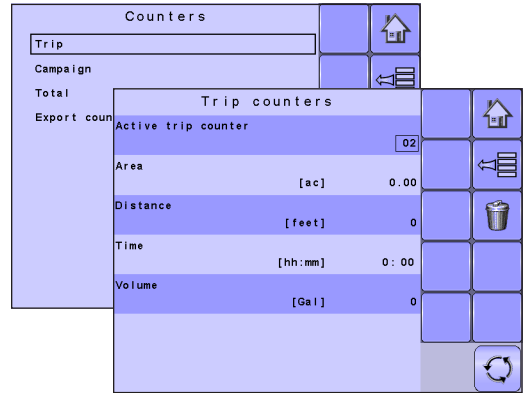 Counters
Trip
Campaign
Total
Export coun
Trip counters
Active trip counter
02
Area
[ac] 0.00
Distance
[feet] 0
Time
[hh:mm] 0:00
Volume
[Gal] 0